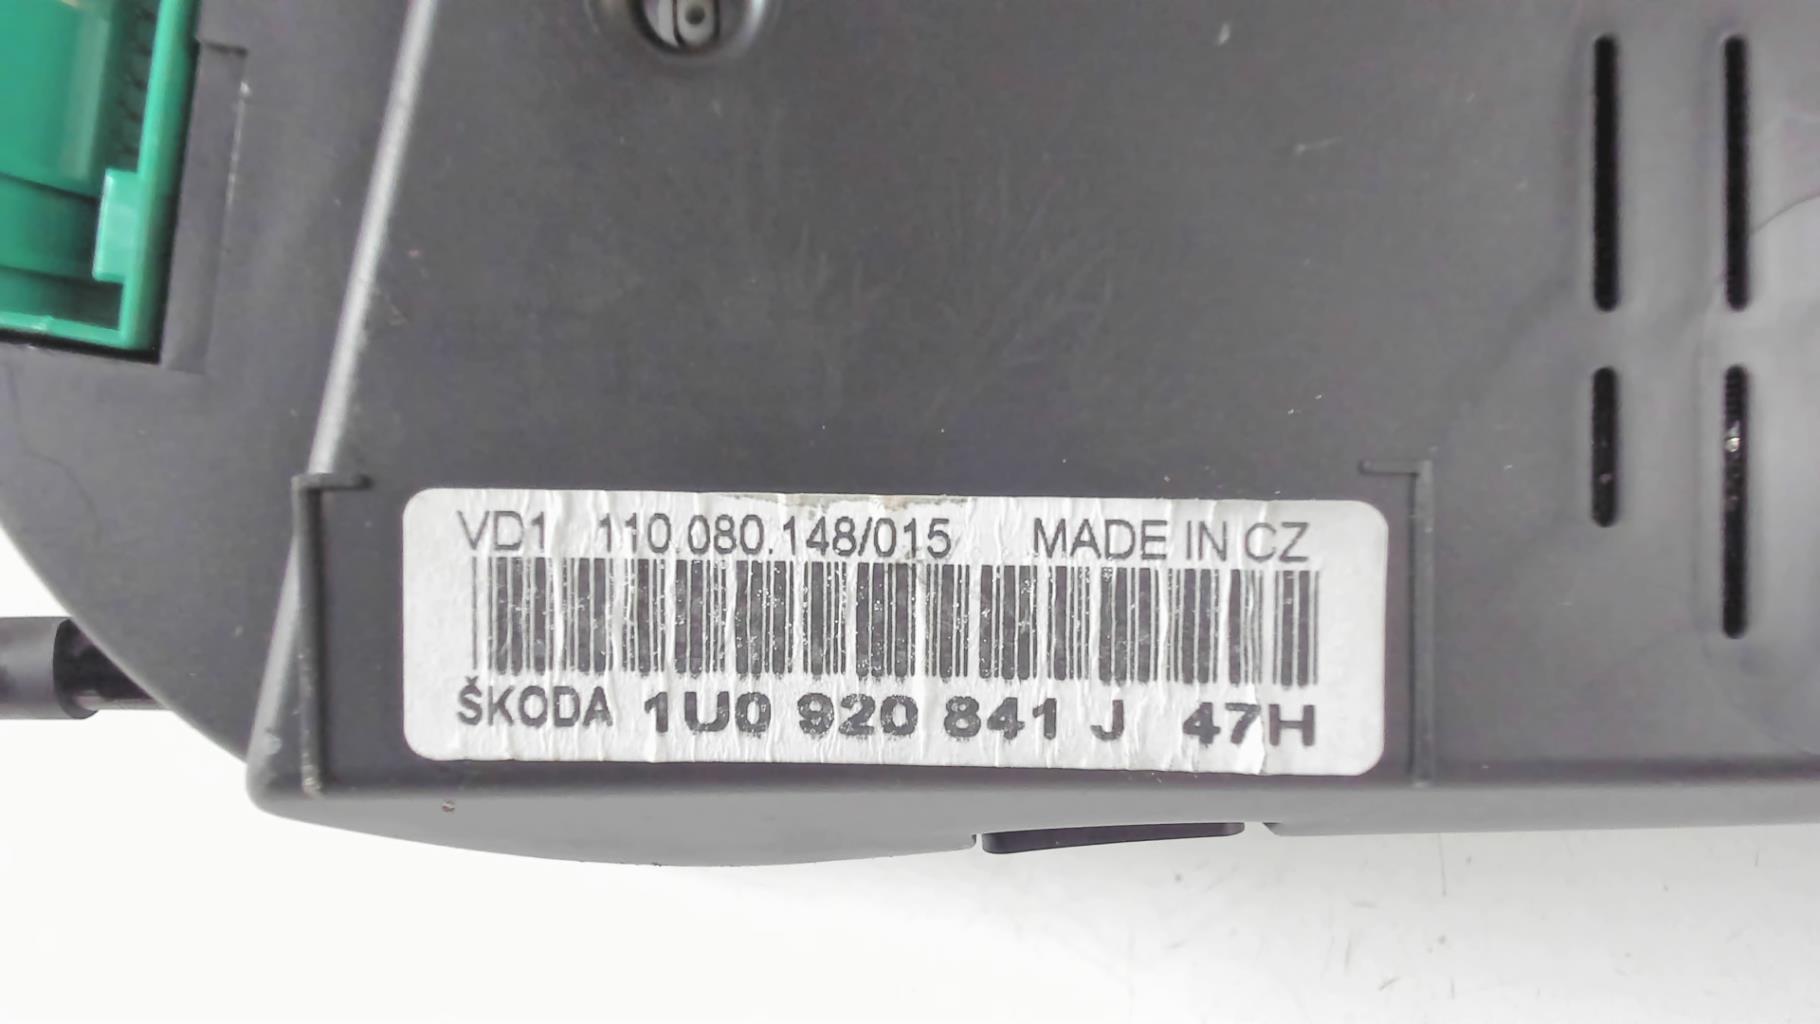 VD1 110.080.148/015 MADE IN CZ
ŠKODA 1U0 920 841 J 47H